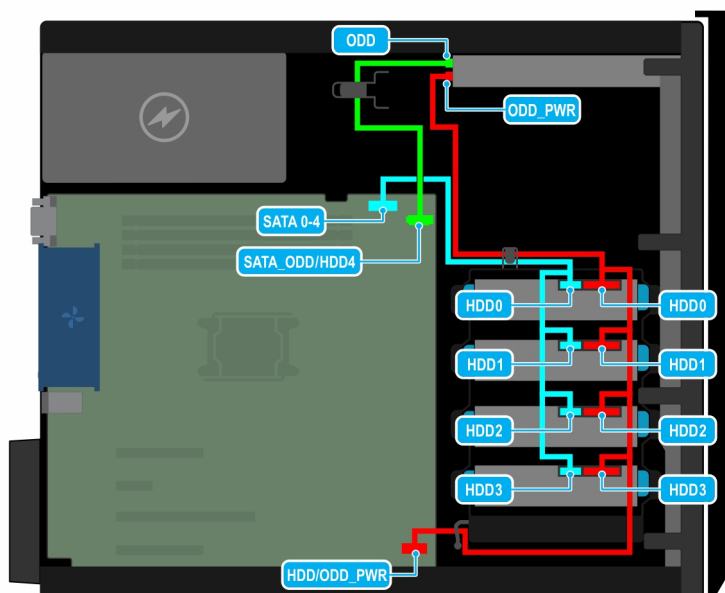 ODD
ODD_PWR
SATA 0-4
SATA_ODD/HDD4
HDD0
HDD0
HDD1
HDD1
HDD2
HDD2
HDD3
HDD3
HDD/ODD_PWR